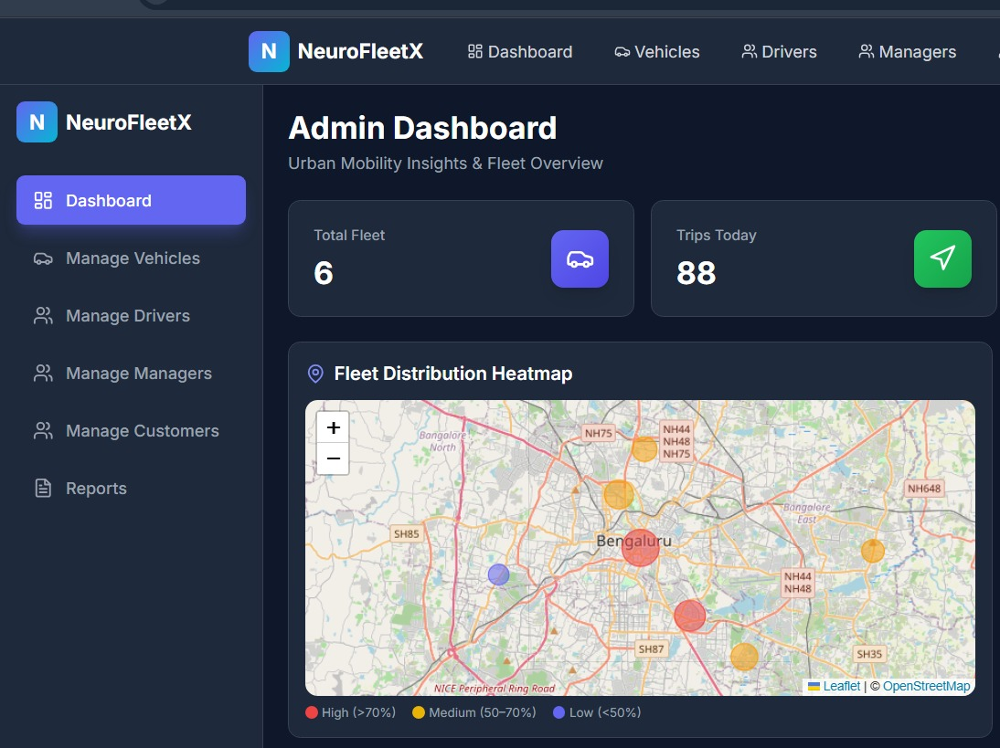 N NeuroFleetX Dashboard Vehicles Drivers Managers
N NeuroFleetX
Dashboard
Manage Vehicles
Manage Drivers
Manage Managers
Manage Customers
Reports
Admin Dashboard
Urban Mobility Insights & Fleet Overview
Total Fleet
6
Trips Today
88
Fleet Distribution Heatmap
+
−
Bangalore
North
NH75
NH44
NH48
NH75
NH648
Bangalore
East
SH85
Bengaluru
NH44
NH48
SH87
SH35
NICE Peripheral Ring Road
Leaflet | © OpenStreetMap
High (>70%) Medium (50–70%) Low (<50%)